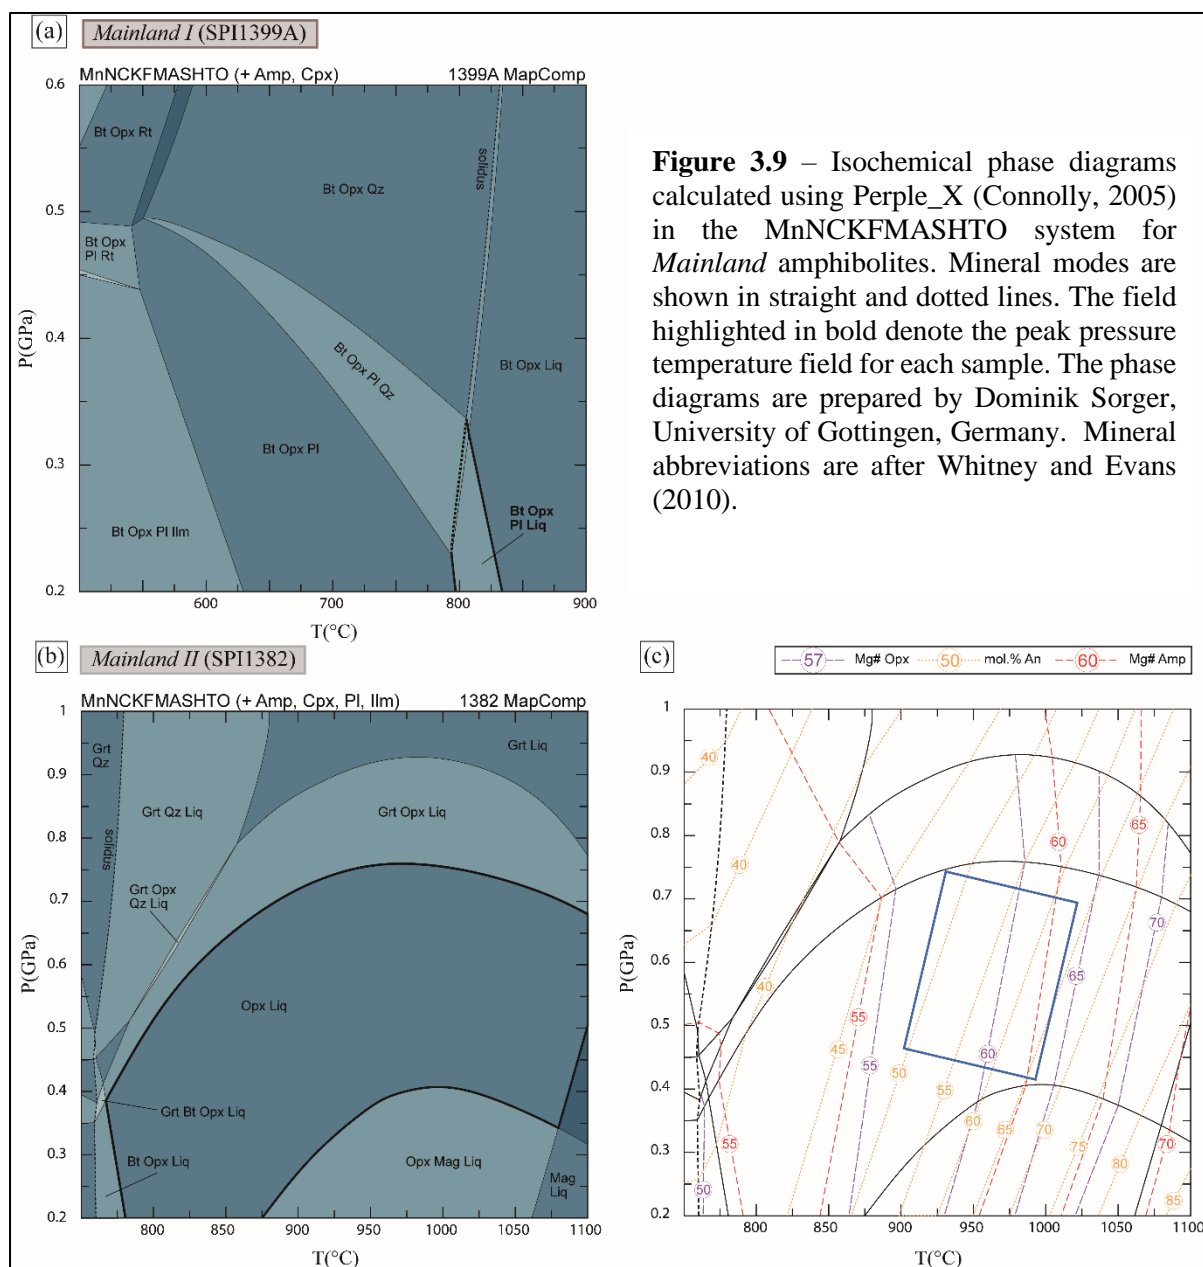 (a) Mainland I (SPI1399A)
MnNCKFMASHTO (+ Amp, Cpx) 1399A MapComp
0.6
0.5
0.4
0.3
0.2
P(GPa)
Bt Opx Rt
Bt Opx Qz
solidus
Bt Opx
Pl Rt
Bt Opx Pl Qz
Bt Opx Liq
Bt Opx Pl
Bt Opx Pl Ilm
Bt Opx
Pl Liq
600 700 800 900
T(°C)
Figure 3.9 – Isochemical phase diagrams
calculated using Perple_X (Connolly, 2005)
in the MnNCKFMASHTO system for
Mainland amphibolites. Mineral modes are
shown in straight and dotted lines. The field
highlighted in bold denote the peak pressure
temperature field for each sample. The phase
diagrams are prepared by Dominik Sorger,
University of Gottingen, Germany. Mineral
abbreviations are after Whitney and Evans
(2010).
(b) Mainland II (SPI1382)
MnNCKFMASHTO (+ Amp, Cpx, Pl, Ilm) 1382 MapComp
1
0.9
0.8
0.7
0.6
0.5
0.4
0.3
0.2
P(GPa)
Grt
Qz
Grt Liq
Grt Qz Liq
Grt Opx Liq
solidus
Grt Opx
Qz Liq
Opx Liq
Grt Bt Opx Liq
Bt Opx Liq
Opx Mag Liq
Mag
Liq
750 800 850 900 950 1000 1050 1100
T(°C)
(c)
57 Mg# Opx 50 mol.% An 60 Mg# Amp
1
0.9
0.8
0.7
0.6
0.5
0.4
0.3
0.2
P(GPa)
40
60
65
40
70
40
65
55
45
55
50
60
55
60
65
70
75
80
85
55
70
50
750 800 850 900 950 1000 1050 1100
T(°C)